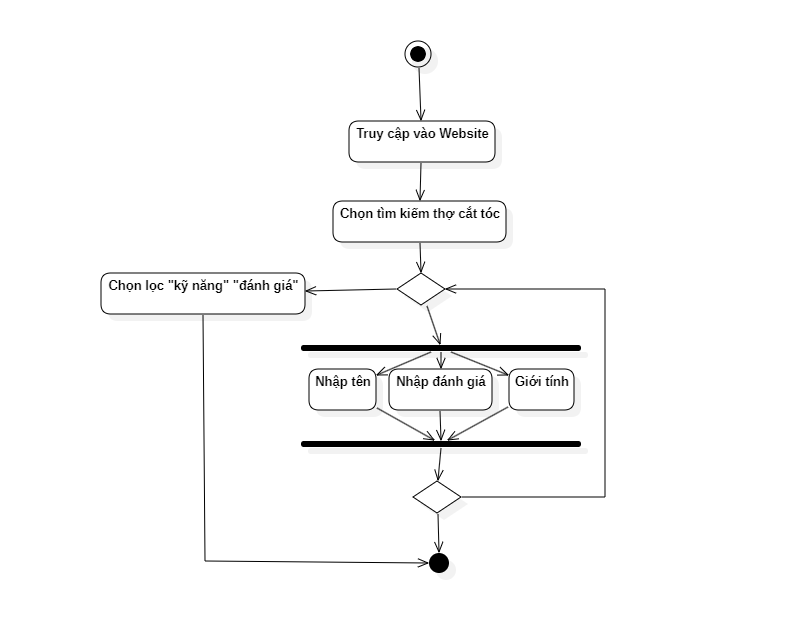 Truy cập vào Website
Chọn tìm kiếm thợ cắt tóc
Chọn lọc "kỹ năng" "đánh giá"
Nhập tên
Nhập đánh giá
Giới tính